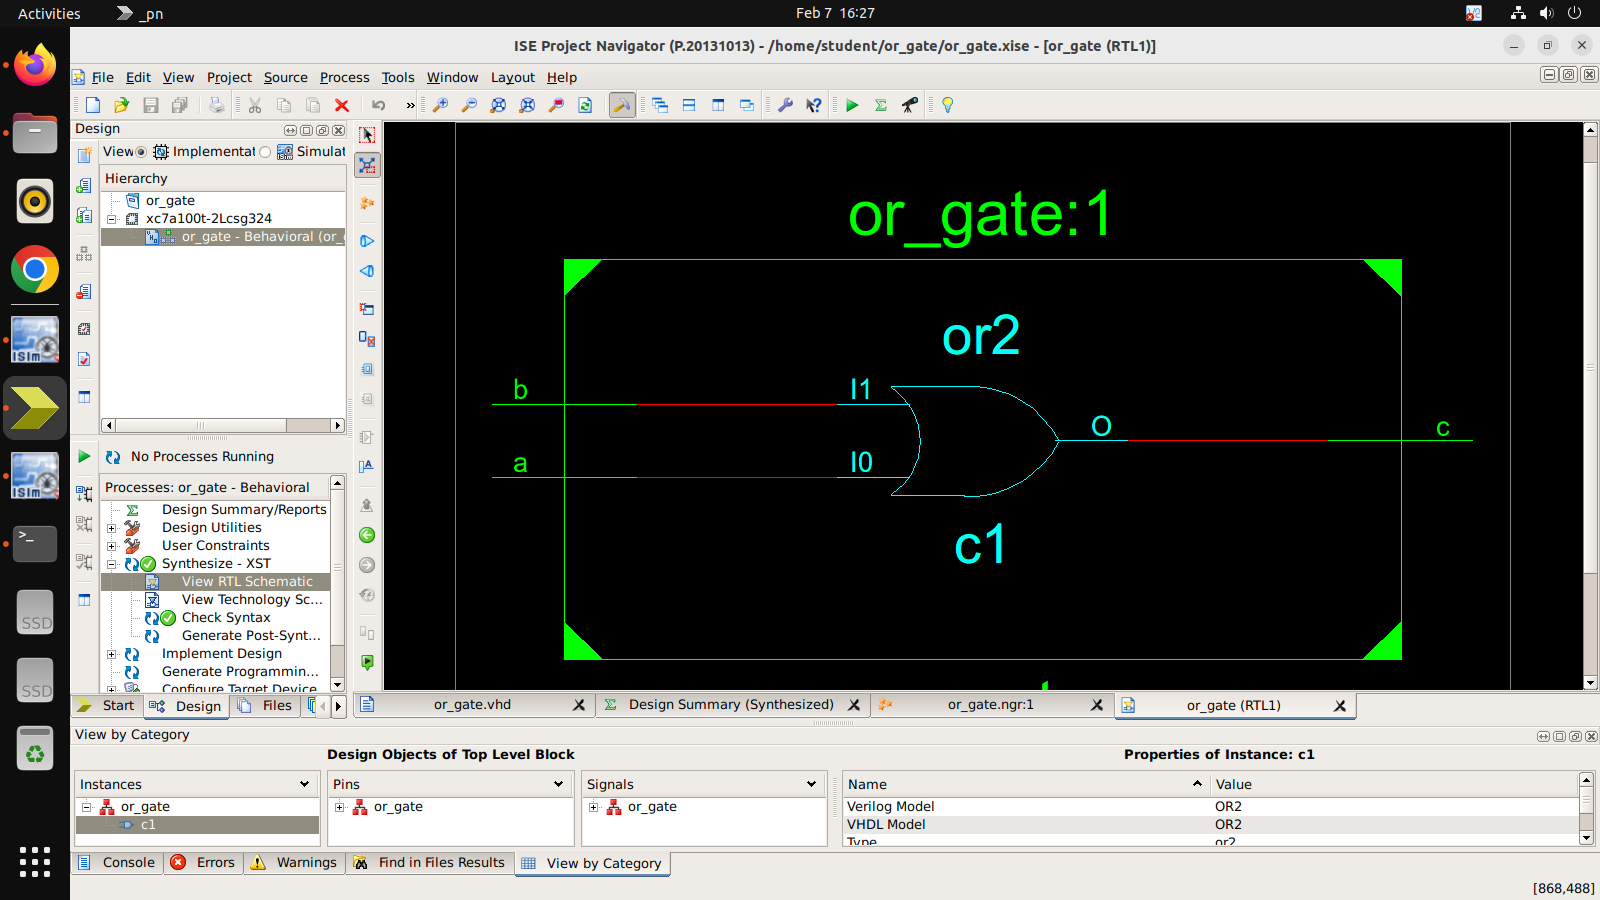 Activities
_pn
Feb 7 16:27
ISE Project Navigator (P.20131013) - /home/student/or_gate/or_gate.xise - [or_gate (RTL1)]
File Edit View Project Source Process Tools Window Layout Help
»
Design
View Implementat Simulat
Hierarchy
or_gate
xc7a100t-2Lcsg324
or_gate - Behavioral (or_
No Processes Running
Processes: or_gate - Behavioral
Design Summary/Reports
Design Utilities
User Constraints
Synthesize - XST
View RTL Schematic
View Technology Sc...
Check Syntax
Generate Post-Synt...
Implement Design
Generate Programmin...
Configure Target Device
Start Design Files
or_gate:1
or2
b
I1
O
c
a
I0
c1
or_gate.vhd
Design Summary (Synthesized)
or_gate.ngr:1
or_gate (RTL1)
View by Category
Design Objects of Top Level Block
Properties of Instance: c1
Instances
or_gate
c1
Pins
or_gate
Signals
or_gate
Name Value
Verilog Model OR2
VHDL Model OR2
Type or2
Console Errors Warnings Find in Files Results View by Category
[868,488]
ISim
ISim
>_
SSD
SSD